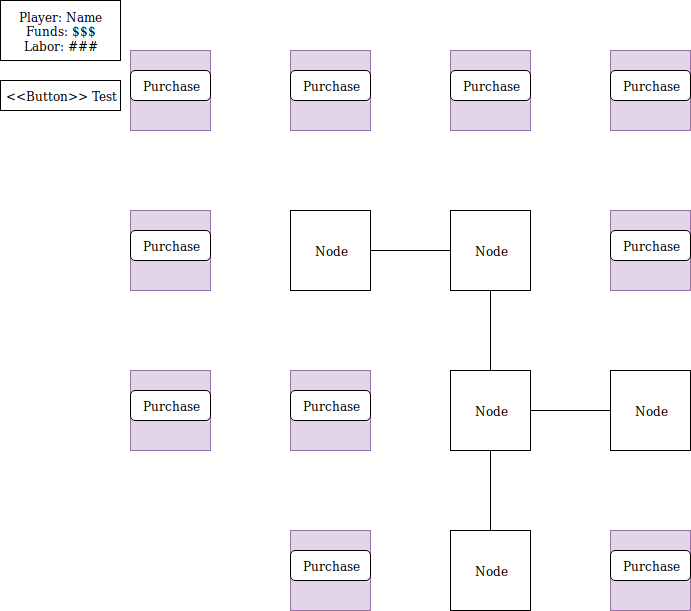 Player: Name
Funds: $$$
Labor: ###
<<Button>> Test
Purchase
Purchase
Purchase
Purchase
Purchase
Node
Node
Purchase
Purchase
Purchase
Node
Node
Purchase
Node
Purchase